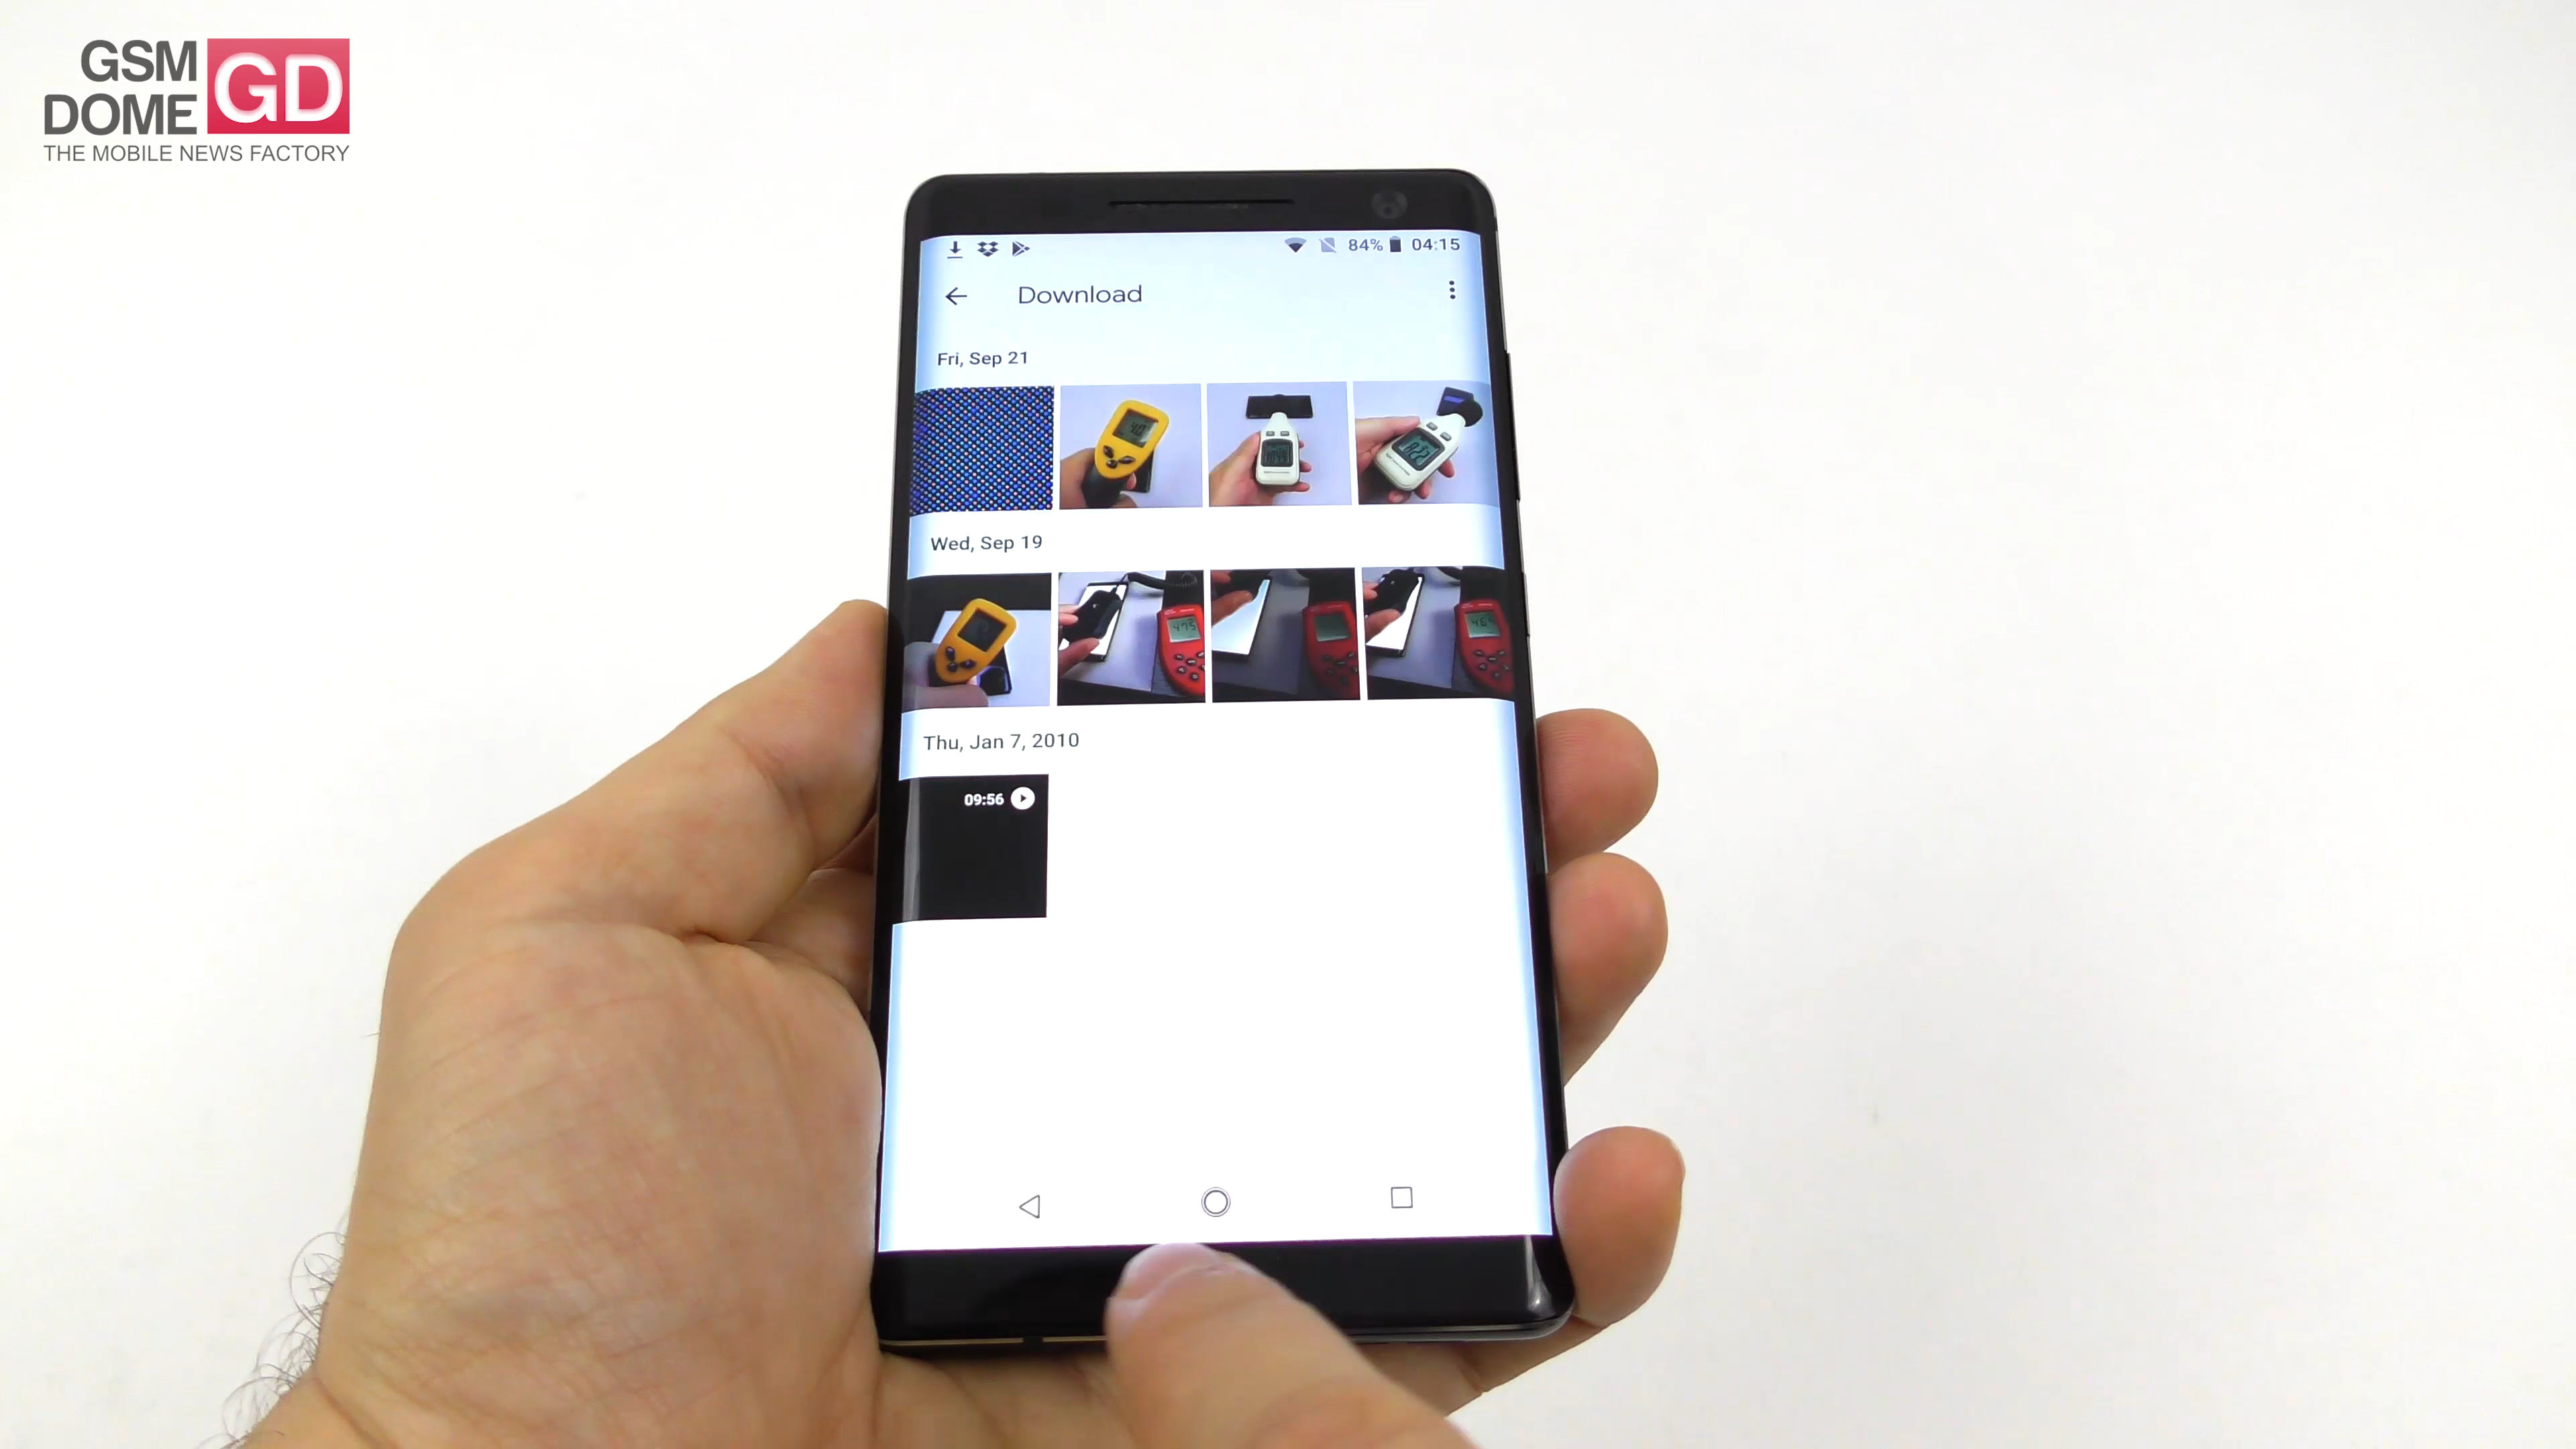 GSM
DOME GD
THE MOBILE NEWS FACTORY
84% 04:15
Download
Fri, Sep 21
Wed, Sep 19
475
Thu, Jan 7, 2010
09:56